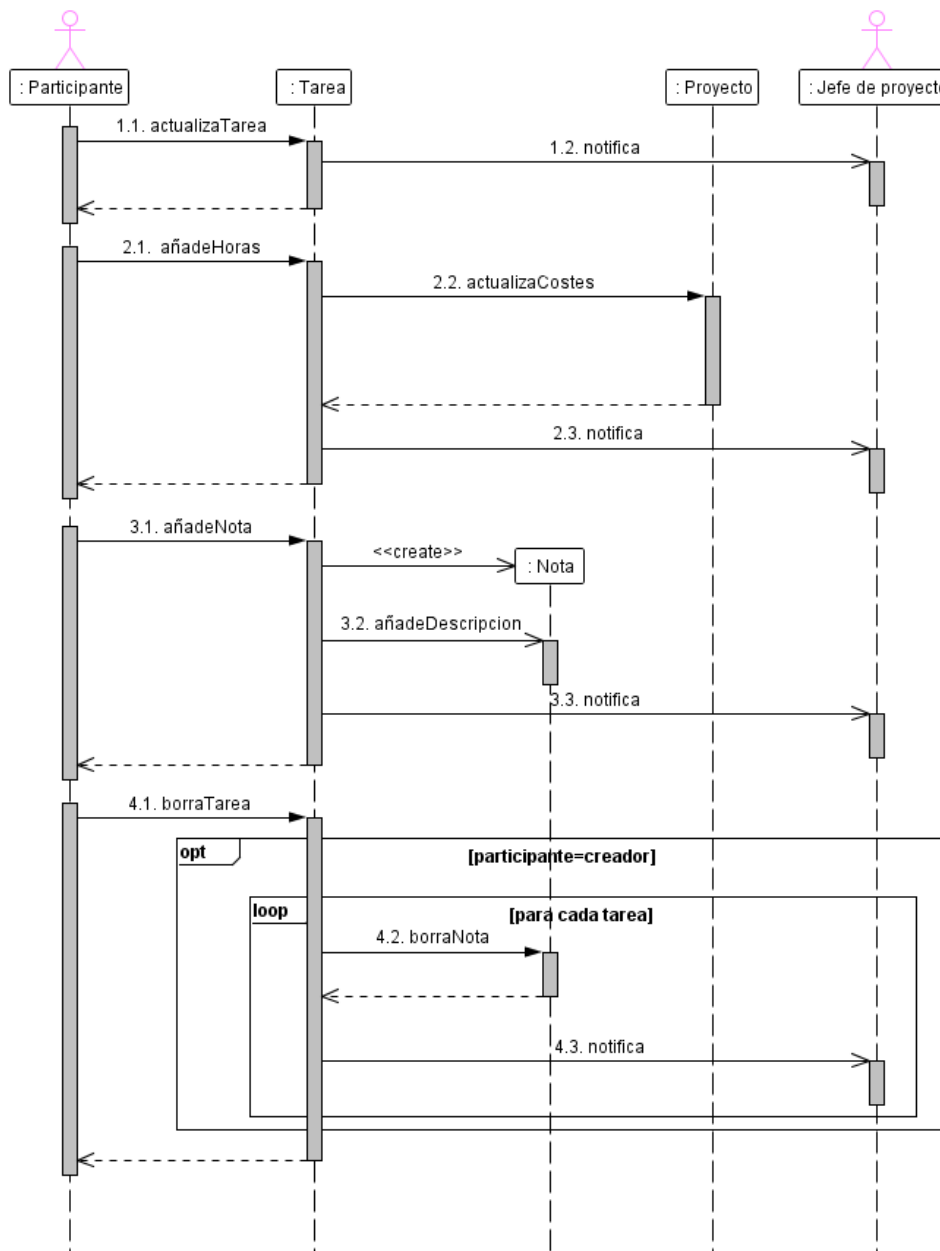 : Participante
: Tarea
: Proyecto
: Jefe de proyecto
1.1. actualizaTarea
1.2. notifica
2.1. añadeHoras
2.2. actualizaCostes
2.3. notifica
3.1. añadeNota
<<create>>
: Nota
3.2. añadeDescripcion
3.3. notifica
4.1. borraTarea
opt
[participante=creador]
loop
[para cada tarea]
4.2. borraNota
4.3. notifica